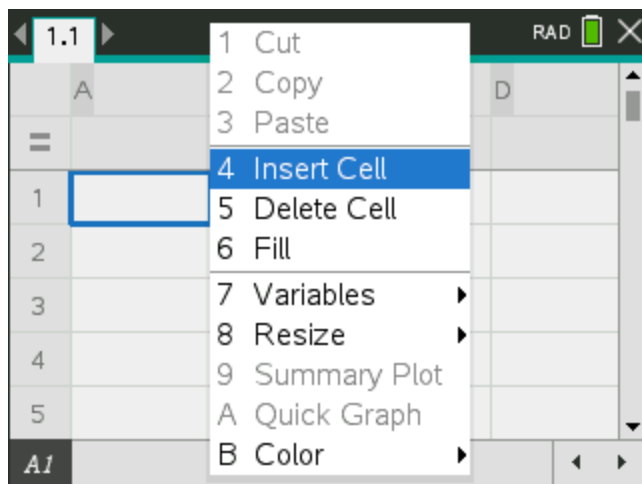 1.1
RAD
A
D
=
1
2
3
4
5
A1
1 Cut
2 Copy
3 Paste
4 Insert Cell
5 Delete Cell
6 Fill
7 Variables
8 Resize
9 Summary Plot
A Quick Graph
B Color